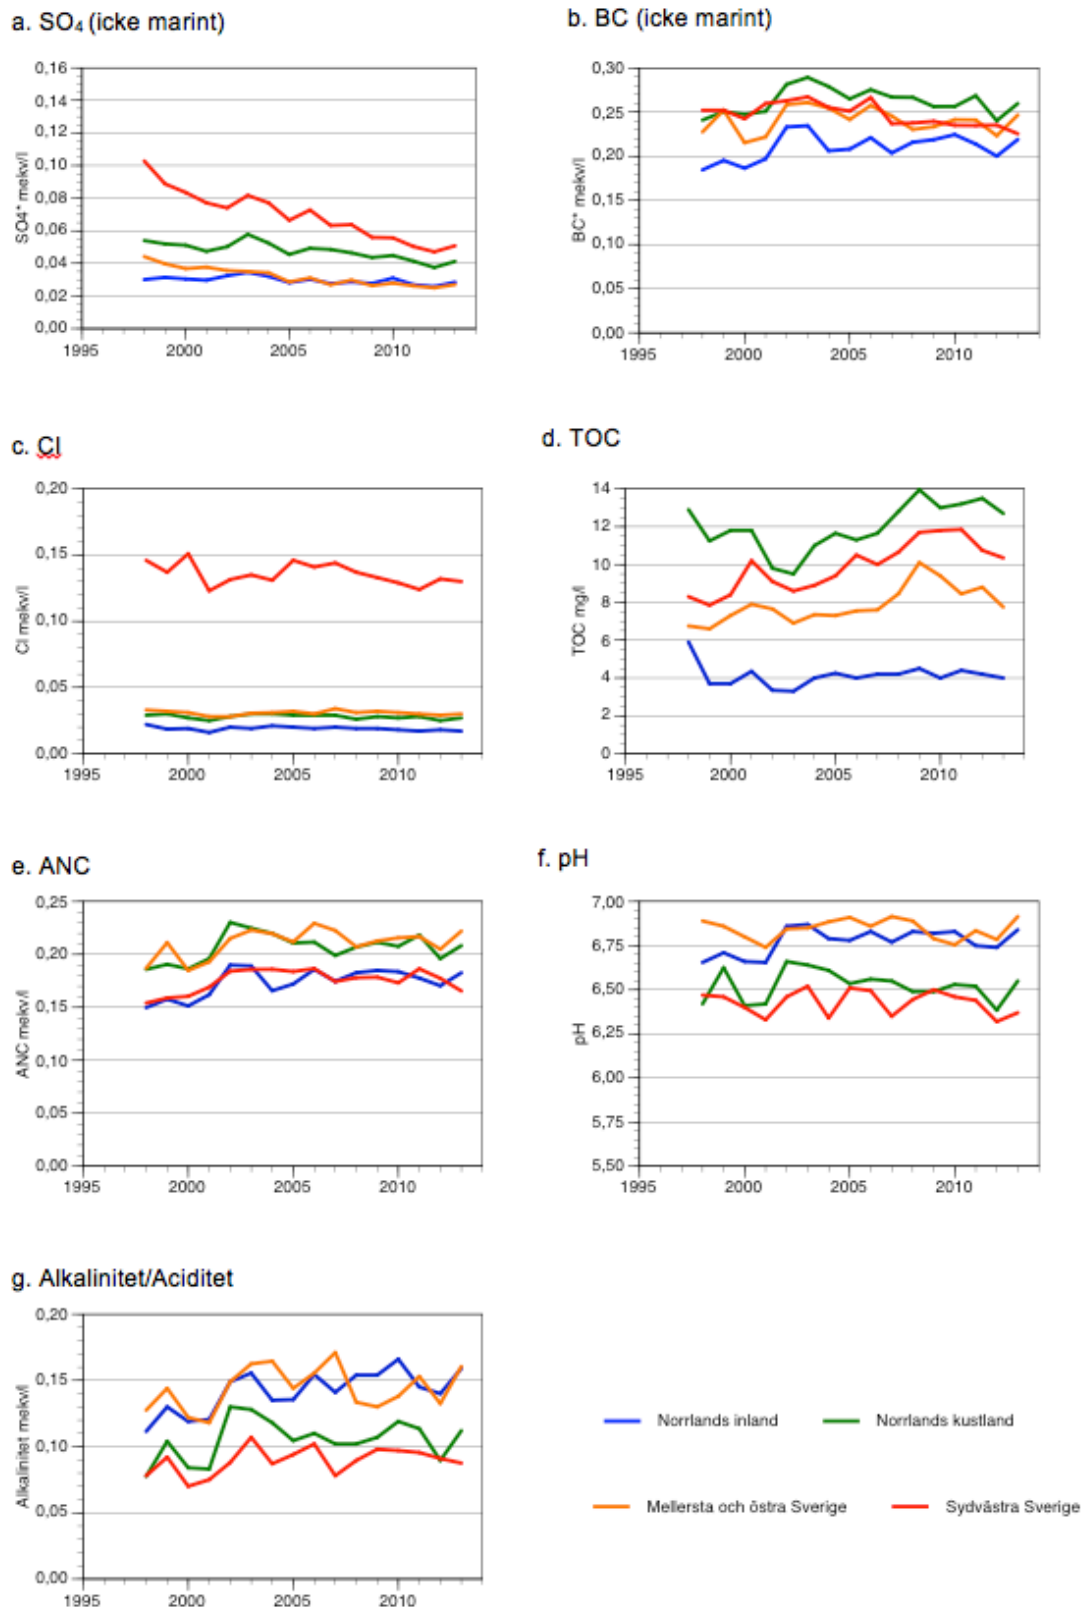 a. SO₄ (icke marint)
b. BC (icke marint)
0,16
0,14
0,12
0,10
0,08
0,06
0,04
0,02
0,00
SO4* mekv/l
1995 2000 2005 2010
0,30
0,25
0,20
0,15
0,10
0,05
0,00
BC* mekv/l
1995 2000 2005 2010
c. Cl
d. TOC
0,20
0,15
0,10
0,05
0,00
Cl mekv/l
1995 2000 2005 2010
14
12
10
8
6
4
2
0
TOC mg/l
1995 2000 2005 2010
e. ANC
f. pH
0,25
0,20
0,15
0,10
0,05
0,00
ANC mekv/l
1995 2000 2005 2010
7,00
6,75
6,50
6,25
6,00
5,75
5,50
pH
1995 2000 2005 2010
g. Alkalinitet/Aciditet
0,20
0,15
0,10
0,05
0,00
Alkalinitet mekv/l
1995 2000 2005 2010
Norrlands inland
Norrlands kustland
Mellersta och östra Sverige
Sydvästra Sverige